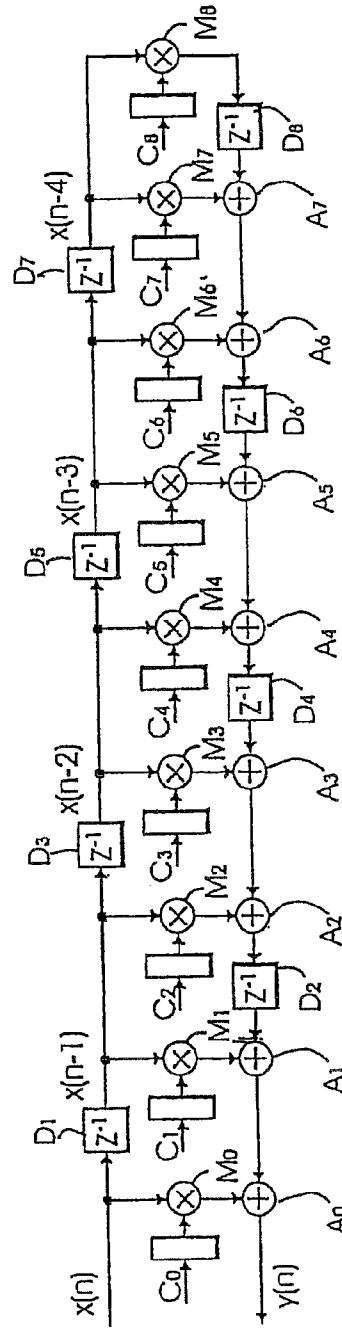 x(n)
D1
x(n-1)
D3
x(n-2)
D5
x(n-3)
D7
x(n-4)
Z-1
Z-1
Z-1
Z-1
C0
M0
C1
M1
C2
M2
C3
M3
C4
M4
C5
M5
C6
M6'
C7
M7
C8
M8
y(n)
Z-1
Z-1
Z-1
Z-1
A0
A1
D2
A2
A3
D4
A4
A5
D6
A6
A7
D8